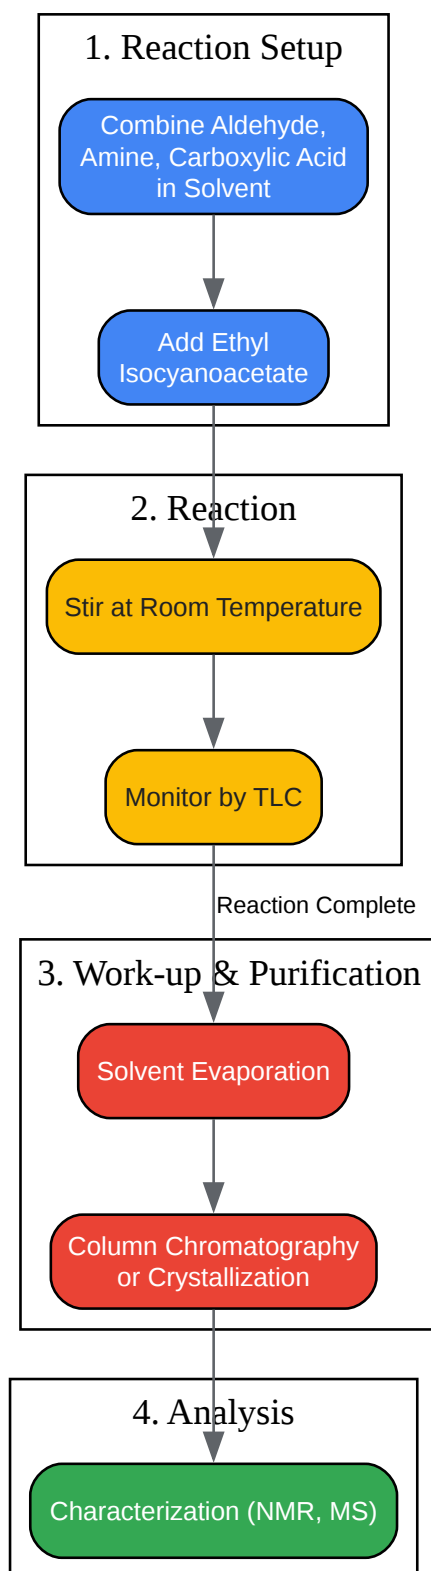 1. Reaction Setup
Combine Aldehyde,
Amine, Carboxylic Acid
in Solvent
Add Ethyl
Isocyanoacetate
2. Reaction
Stir at Room Temperature
Monitor by TLC
Reaction Complete
3. Work-up & Purification
Solvent Evaporation
Column Chromatography
or Crystallization
4. Analysis
Characterization (NMR, MS)